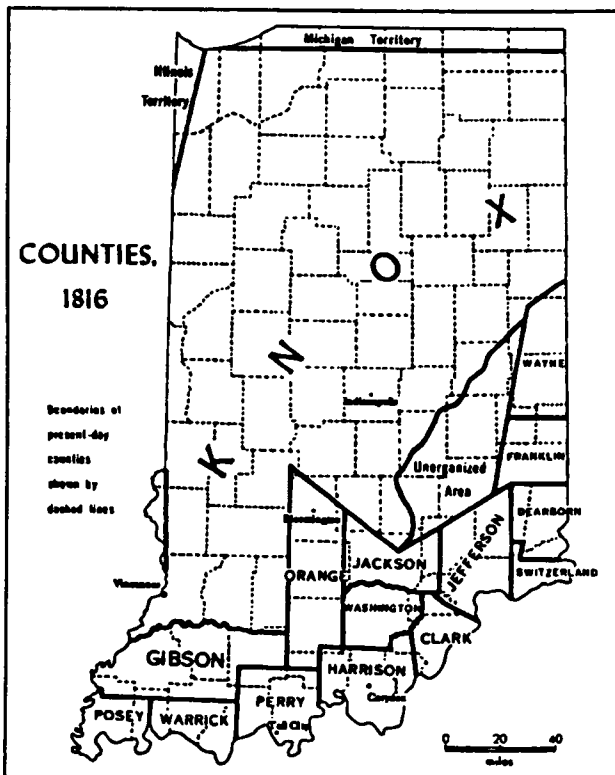 Michigan Territory
Illinois
Territory
COUNTIES,
1816
K N O X
Boundaries of
present-day
counties
shown by
dashed lines
Indianapolis
WAYNE
FRANKLIN
Unorganized
Area
DEARBORN
Bloomington
JACKSON
JEFFERSON
SWITZERLAND
ORANGE
Vincennes
WASHINGTON
CLARK
GIBSON
HARRISON
Corydon
PERRY
Tell City
POSEY
WARRICK
0 20 40
miles